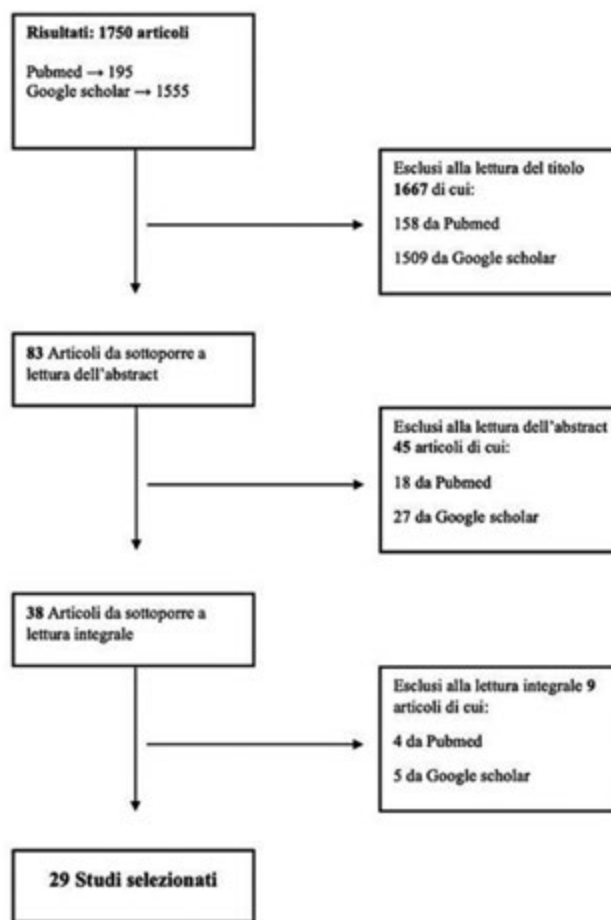 Risultati: 1750 articoli
Pubmed → 195
Google scholar → 1555
Esclusi alla lettura del titolo
1667 di cui:
158 da Pubmed
1509 da Google scholar
83 Articoli da sottoporre a
lettura dell'abstract
Esclusi alla lettura dell'abstract
45 articoli di cui:
18 da Pubmed
27 da Google scholar
38 Articoli da sottoporre a
lettura integrale
Esclusi alla lettura integrale 9
articoli di cui:
4 da Pubmed
5 da Google scholar
29 Studi selezionati